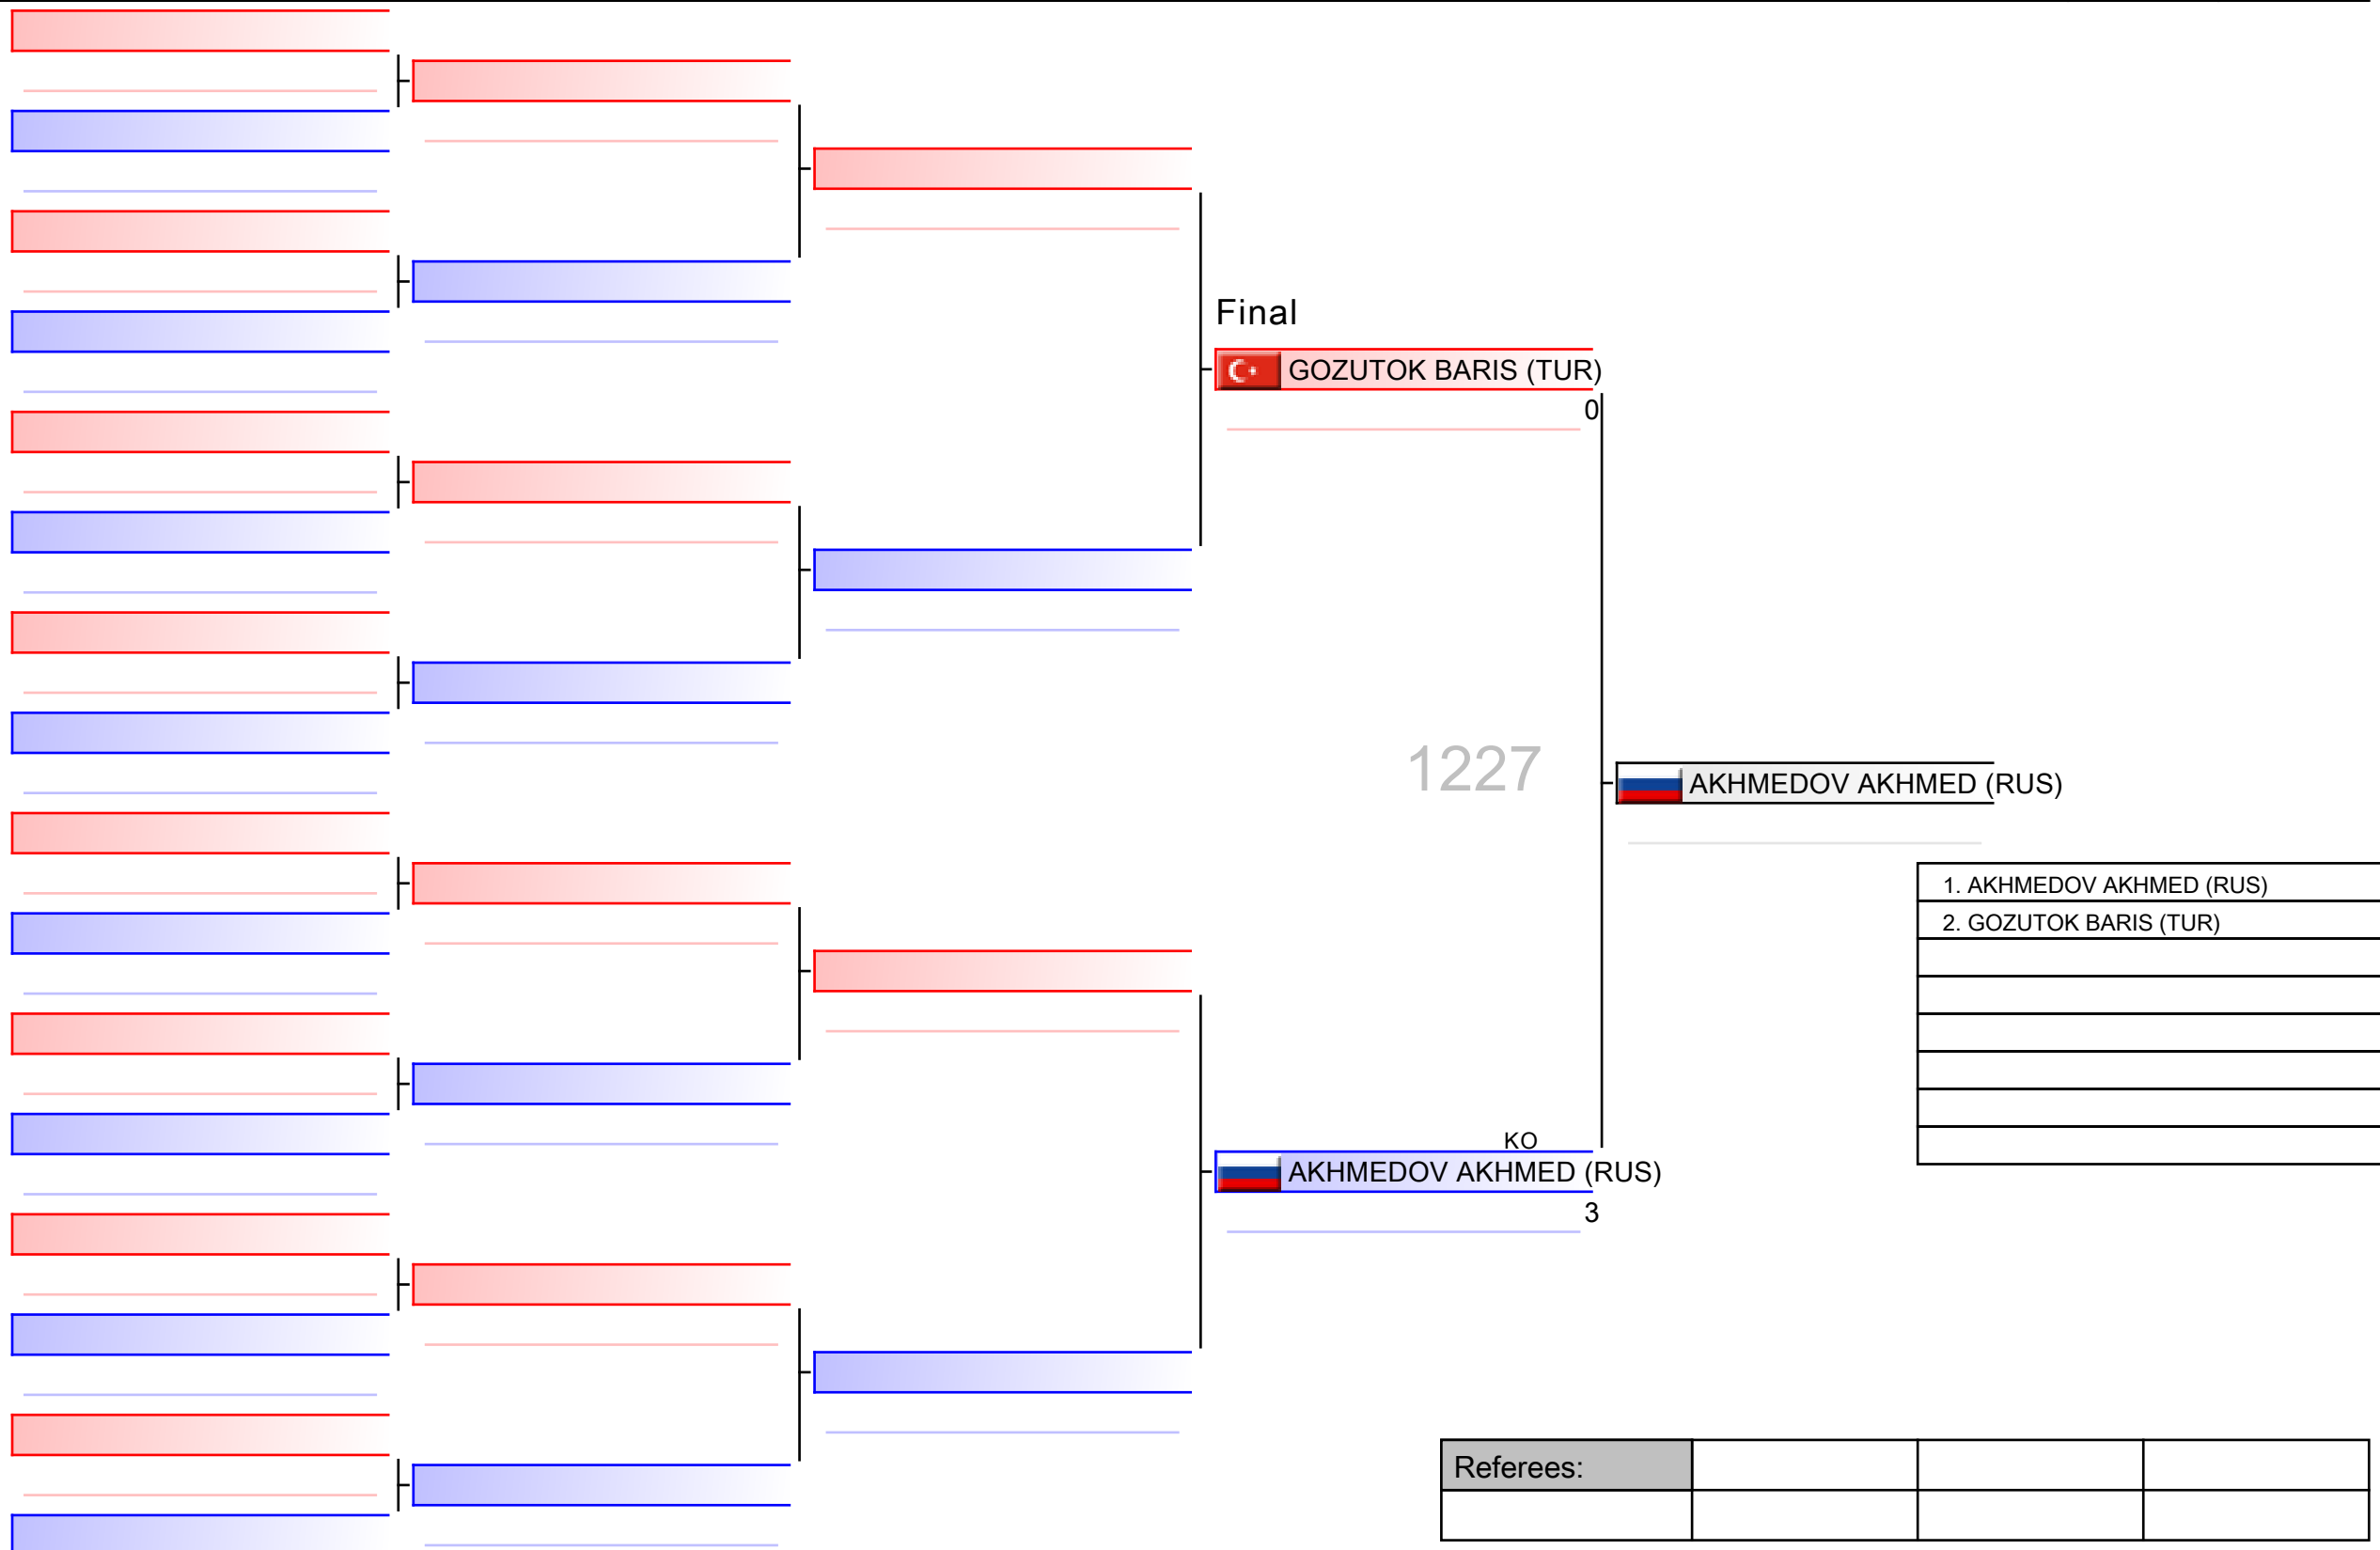 Final
GOZUTOK BARIS (TUR)
0
1227
AKHMEDOV AKHMED (RUS)
1. AKHMEDOV AKHMED (RUS)
2. GOZUTOK BARIS (TUR)
KO
AKHMEDOV AKHMED (RUS)
3
Referees: